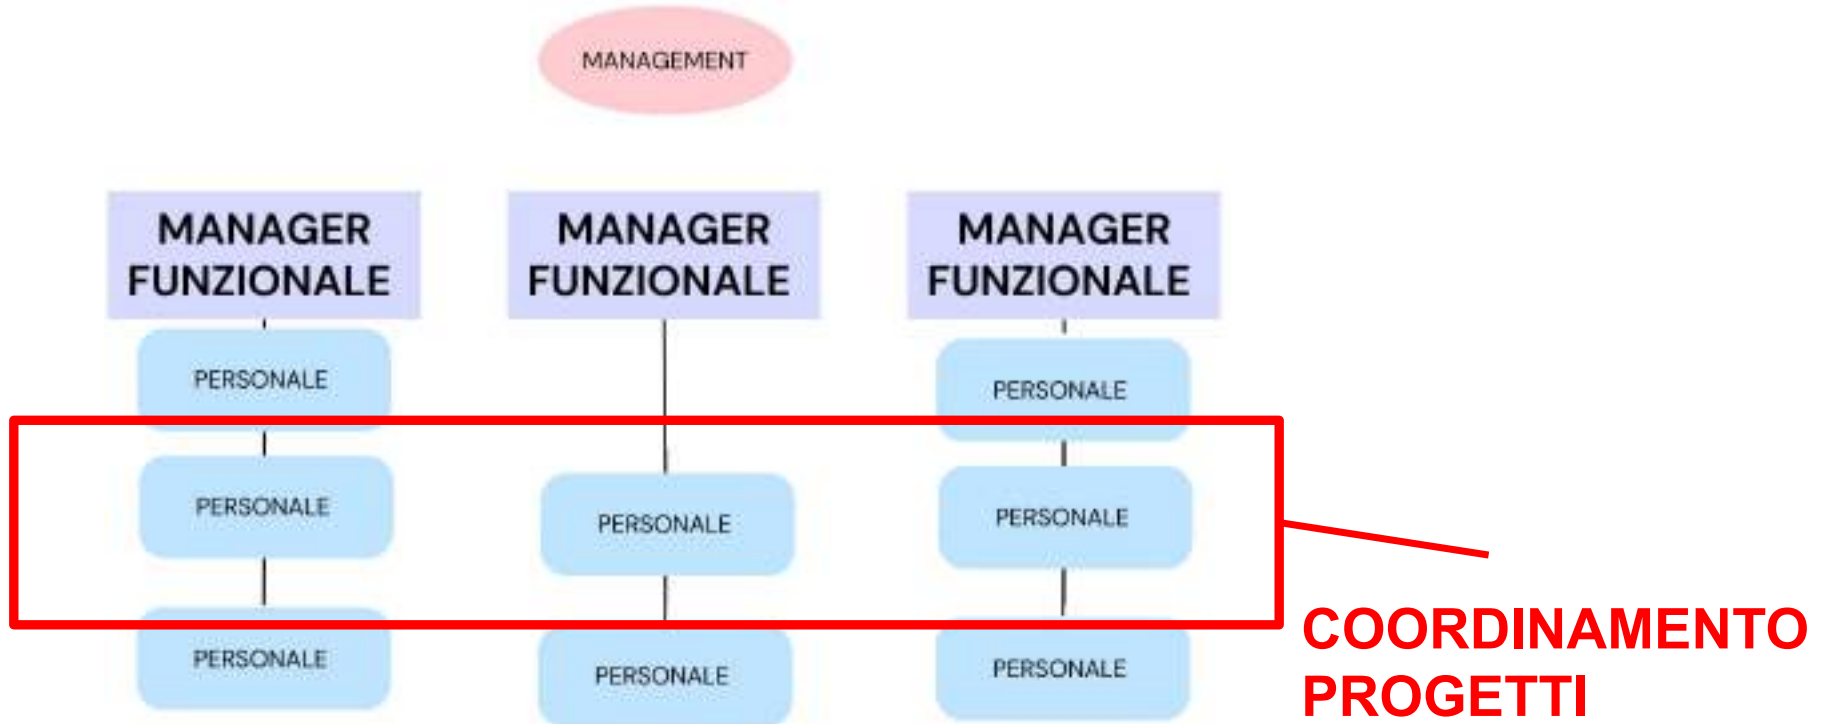 MANAGEMENT
MANAGER
FUNZIONALE
MANAGER
FUNZIONALE
MANAGER
FUNZIONALE
PERSONALE
PERSONALE
PERSONALE
PERSONALE
PERSONALE
PERSONALE
PERSONALE
PERSONALE
COORDINAMENTO
PROGETTI